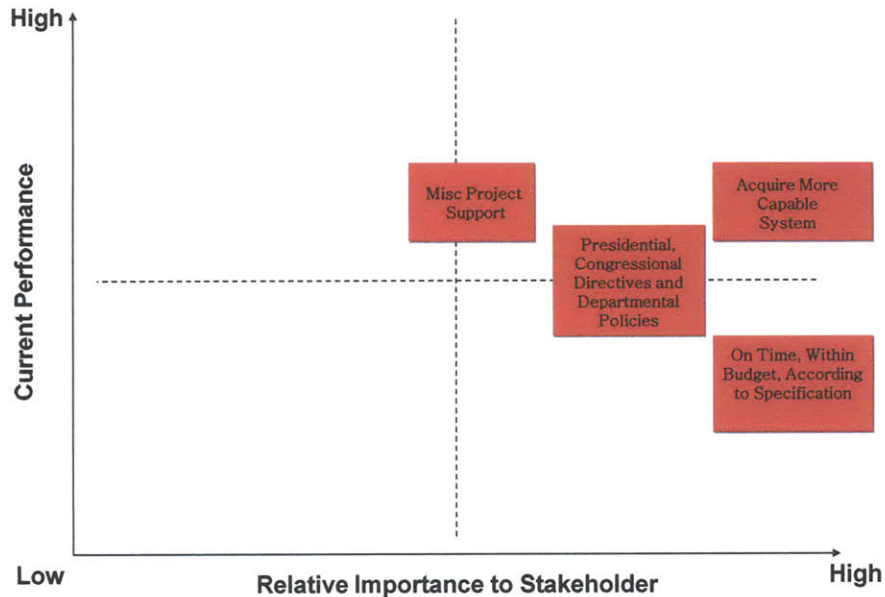 High
Current Performance
Misc Project
Support
Acquire More
Capable
System
Presidential,
Congressional
Directives and
Departmental
Policies
On Time, Within
Budget, According
to Specification
Low
Relative Importance to Stakeholder
High